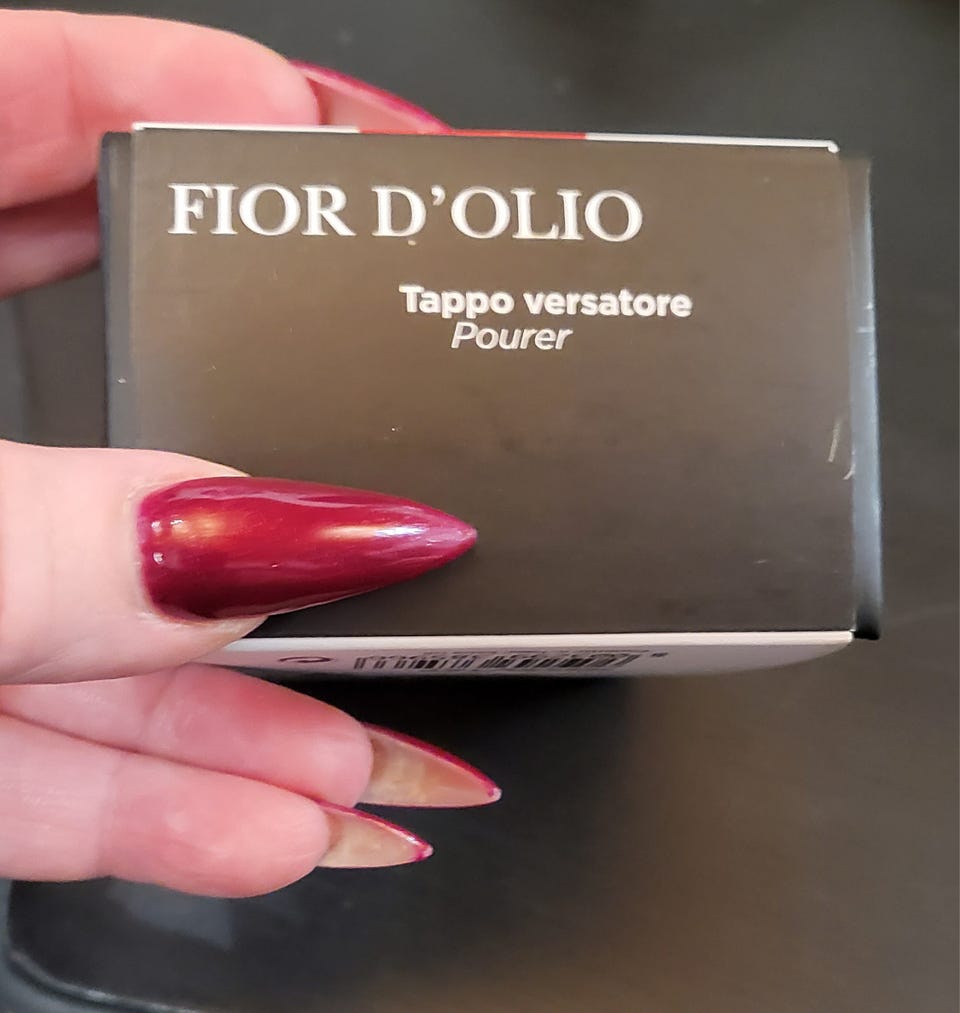 FIOR D'OLIO
Tappo versatore
Pourer